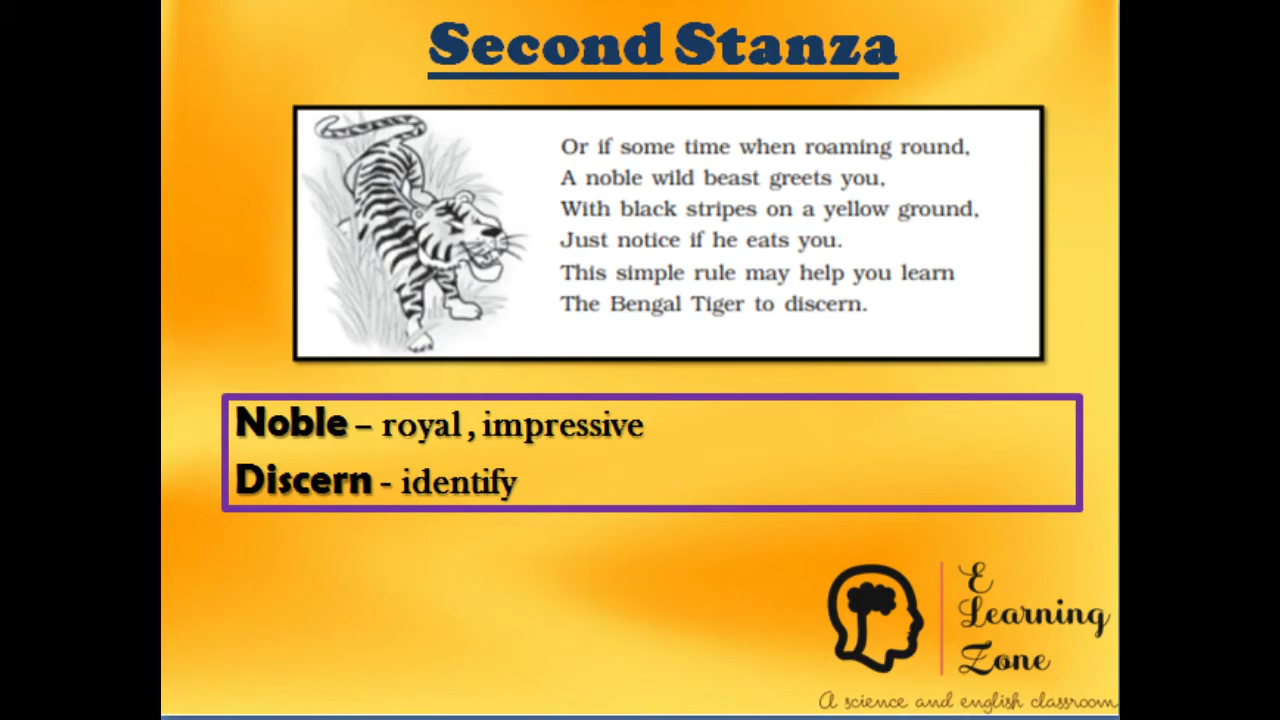 Second Stanza
Or if some time when roaming round,
A noble wild beast greets you,
With black stripes on a yellow ground,
Just notice if he eats you.
This simple rule may help you learn
The Bengal Tiger to discern.
Noble – royal , impressive
Discern - identify
E
Learning
Zone
A science and english classroom